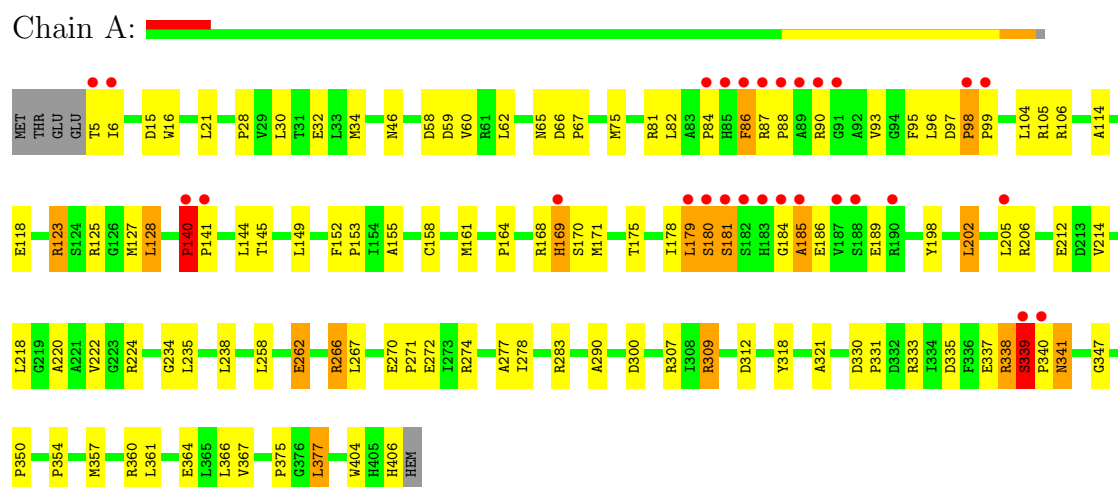 Chain A:
MET THR GLU GLU T5 I6 D15 W16 L21 P28 V29 L30 T31 E32 L33 M34 N46 D58 D59 V60 R61 L62 N65 D66 P67 M75 R81 L82 A83 P84 H85 F86 R87 P88 A89 R90 G91 A92 V93 G94 F95 L96 D97 P98 P99 L104 R105 R106 A114
E118 R123 S124 R125 G126 M127 L128 P140 P141 L144 T145 L149 F152 P153 I154 A155 C158 M161 P164 R168 H169 S170 M171 T175 I178 L179 S180 S181 S182 H183 G184 A185 E186 V187 S188 E189 R190 Y198 L202 L205 R206 E212 D213 V214
L218 G219 A220 A221 V222 G223 R224 G234 L235 L238 L258 E262 R266 L267 E270 P271 E272 I273 R274 A277 I278 R283 A290 D300 R307 I308 R309 D312 Y318 A321 D330 P331 D332 R333 I334 D335 F336 E337 R338 S339 P340 N341 G347
P350 P354 M357 R360 L361 E364 L365 L366 V367 P375 G376 L377 W404 H405 H406 HEM